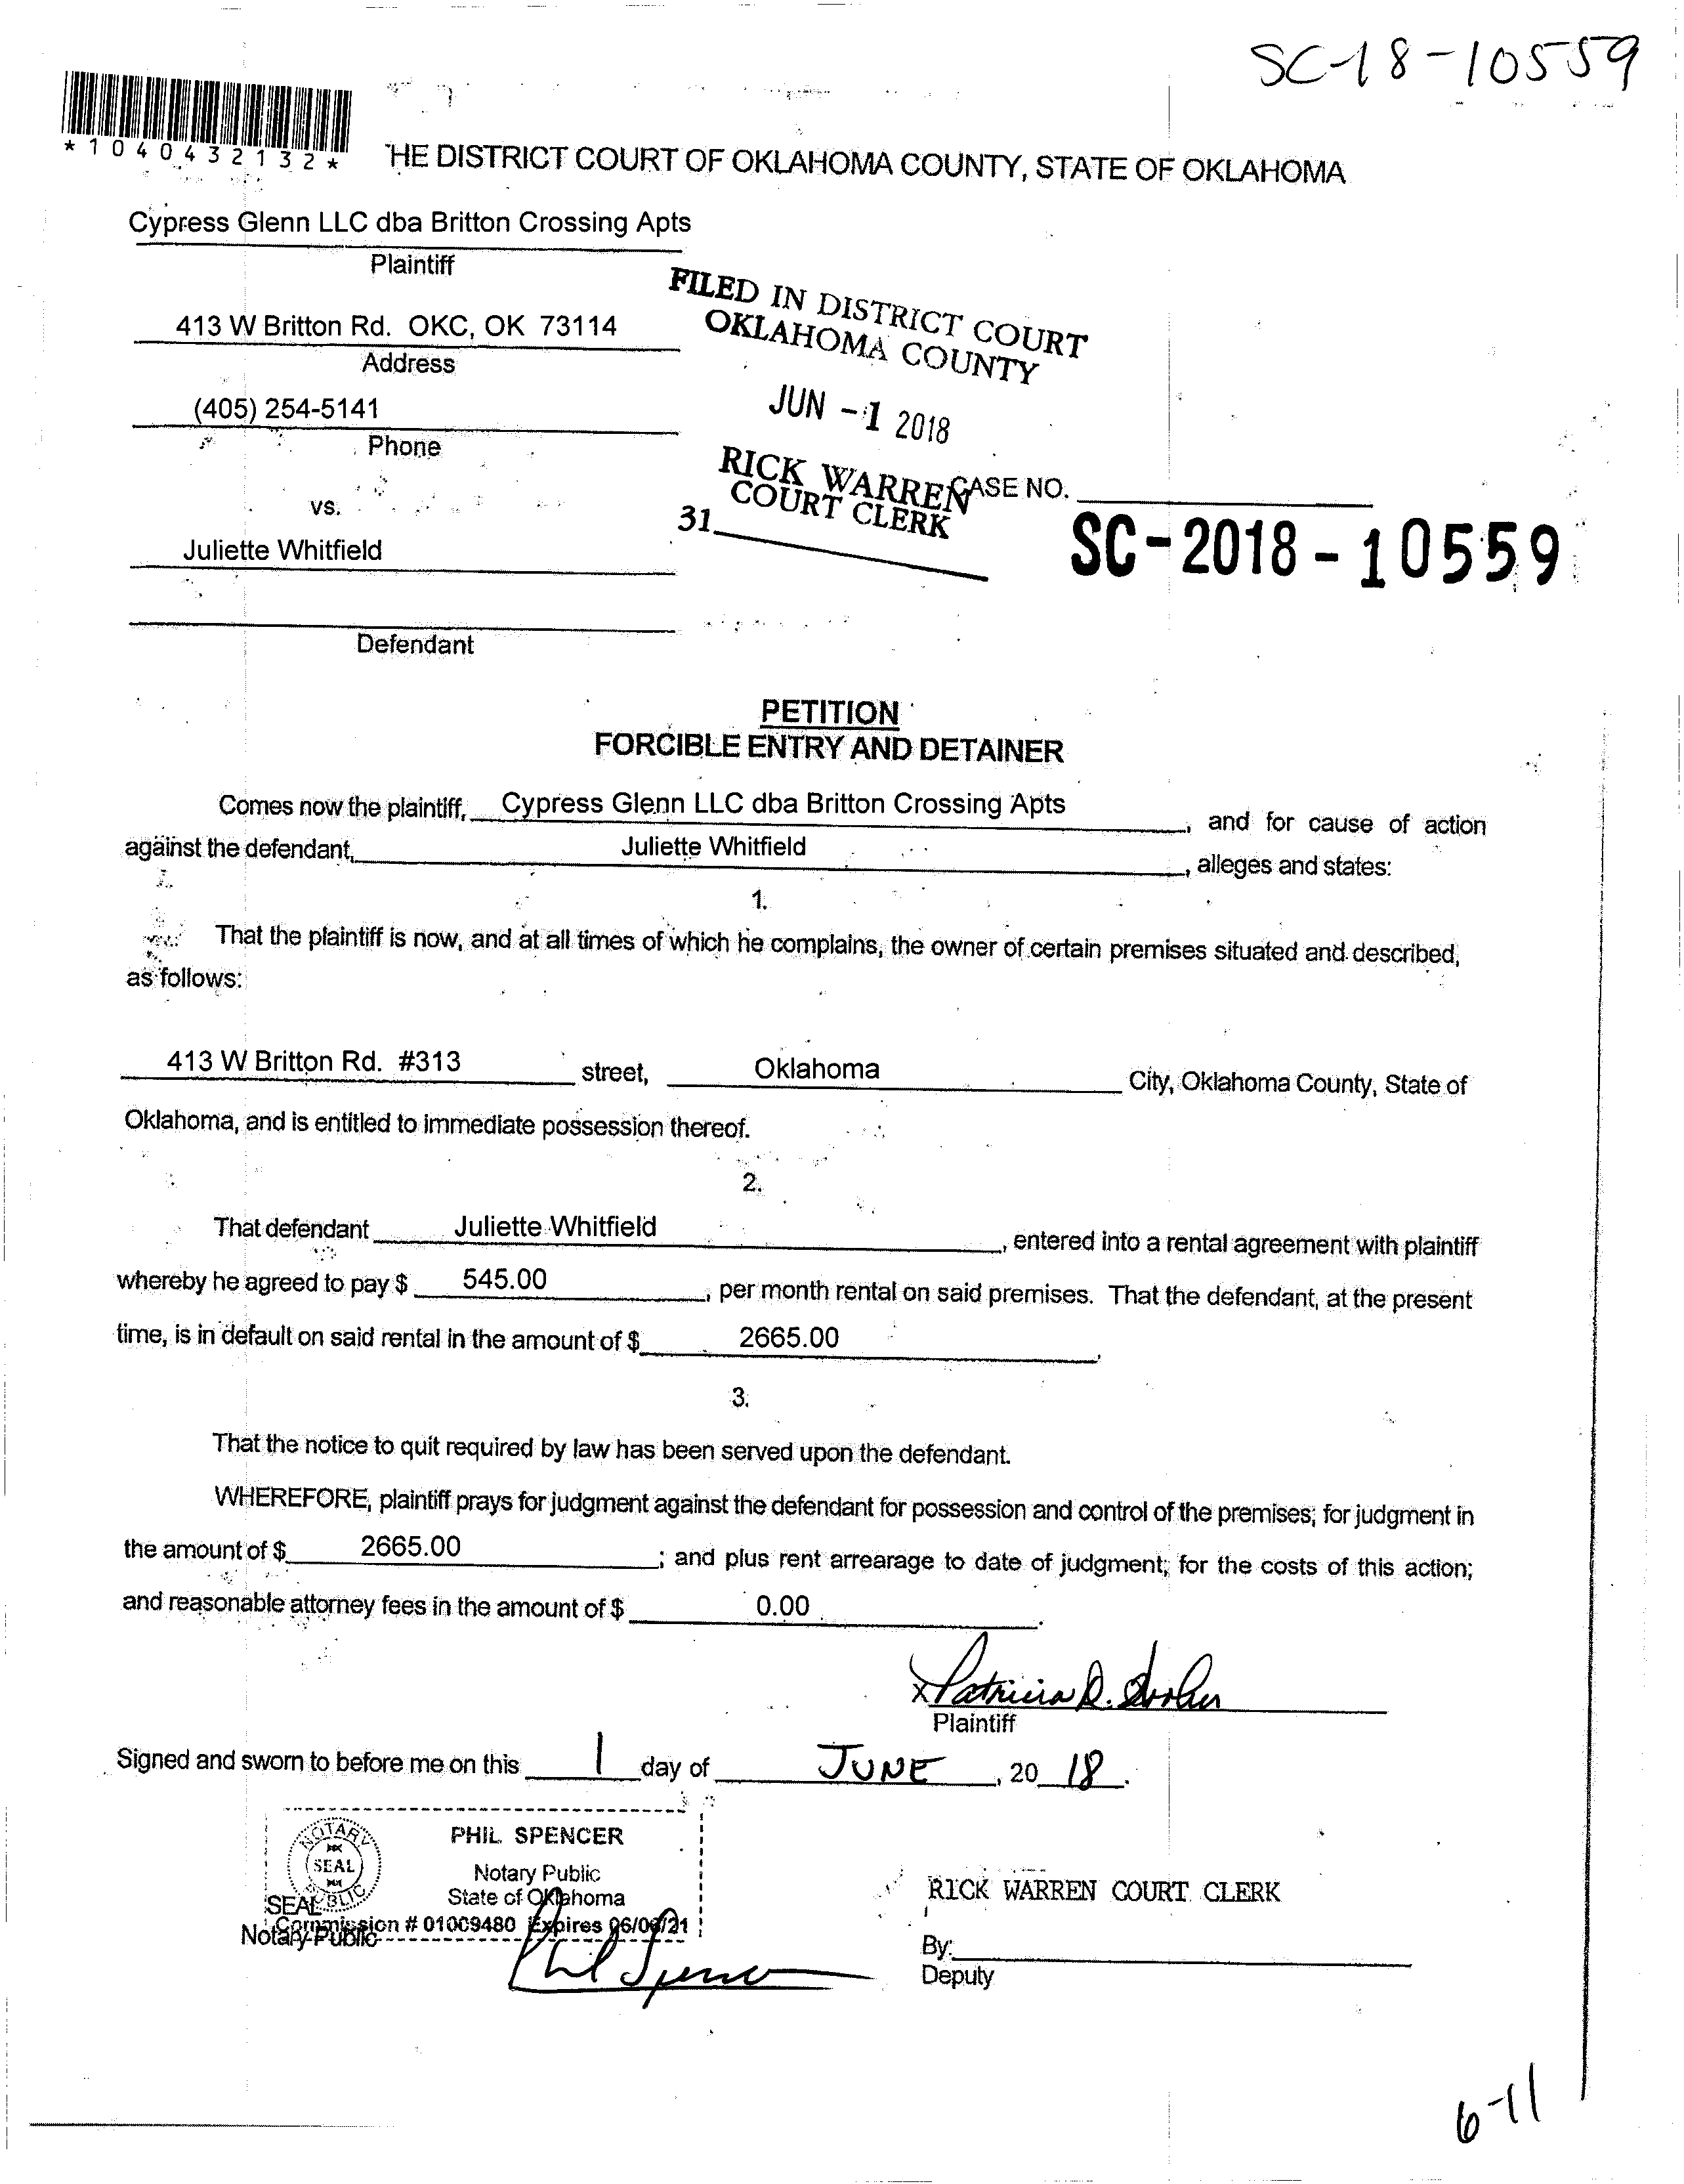 SC-18-10559
*1040432132*
HE DISTRICT COURT OF OKLAHOMA COUNTY, STATE OF OKLAHOMA
Cypress Glenn LLC dba Britton Crossing Apts
Plaintiff
413 W Britton Rd. OKC, OK 73114
Address
(405) 254-5141
Phone
vs.
Juliette Whitfield
Defendant
FILED IN DISTRICT COURT
OKLAHOMA COUNTY
JUN -1 2018
RICK WARREN
COURT CLERK
31
CASE NO.
SC-2018-10559
PETITION
FORCIBLE ENTRY AND DETAINER
Comes now the plaintiff, Cypress Glenn LLC dba Britton Crossing Apts, and for cause of action
against the defendant, Juliette Whitfield, alleges and states:
1.
That the plaintiff is now, and at all times of which he complains, the owner of certain premises situated and described,
as follows:
413 W Britton Rd. #313 street, Oklahoma City, Oklahoma County, State of
Oklahoma, and is entitled to immediate possession thereof.
2.
That defendant Juliette Whitfield, entered into a rental agreement with plaintiff
whereby he agreed to pay $ 545.00, per month rental on said premises. That the defendant, at the present
time, is in default on said rental in the amount of $ 2665.00.
3.
That the notice to quit required by law has been served upon the defendant.
WHEREFORE, plaintiff prays for judgment against the defendant for possession and control of the premises; for judgment in
the amount of $ 2665.00; and plus rent arrearage to date of judgment; for the costs of this action;
and reasonable attorney fees in the amount of $ 0.00.
x Patricia D.
Plaintiff
Signed and sworn to before me on this 1 day of JUNE, 20 18.
NOTARY
SEAL
PUBLIC
PHIL SPENCER
Notary Public
State of Oklahoma
Commission # 01009480 Expires 06/06/21
SEAL
Notary Public
Phil Spencer
RICK WARREN COURT CLERK
By:
Deputy
6-11